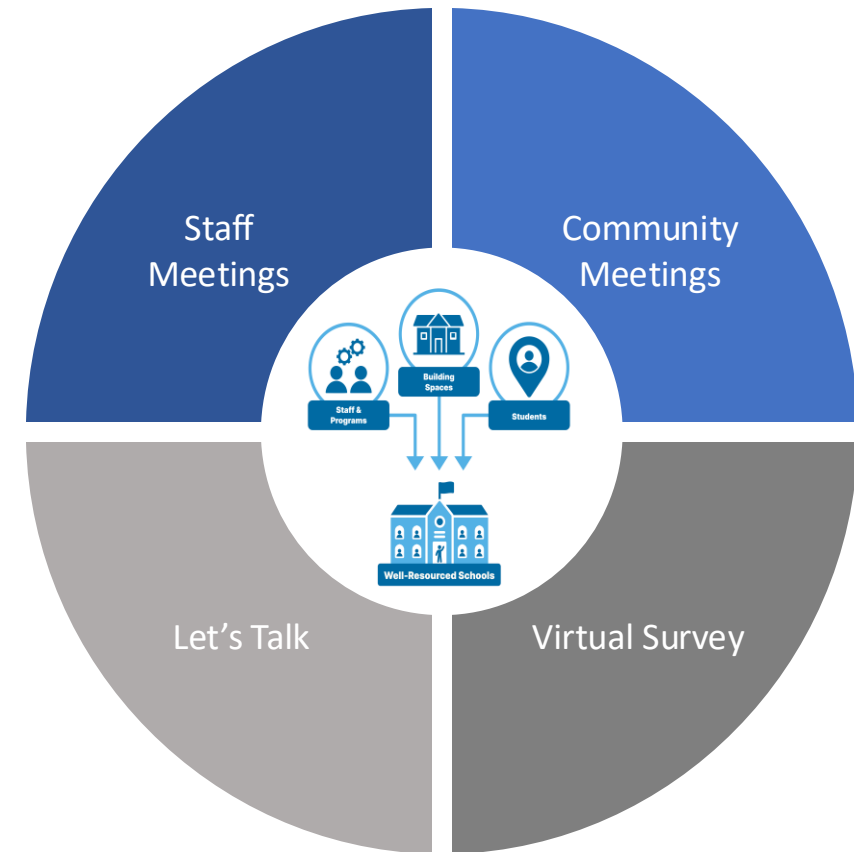 Staff
Meetings
Community
Meetings
Building
Spaces
Staff &
Programs
Students
Well-Resourced Schools
Let’s Talk
Virtual Survey